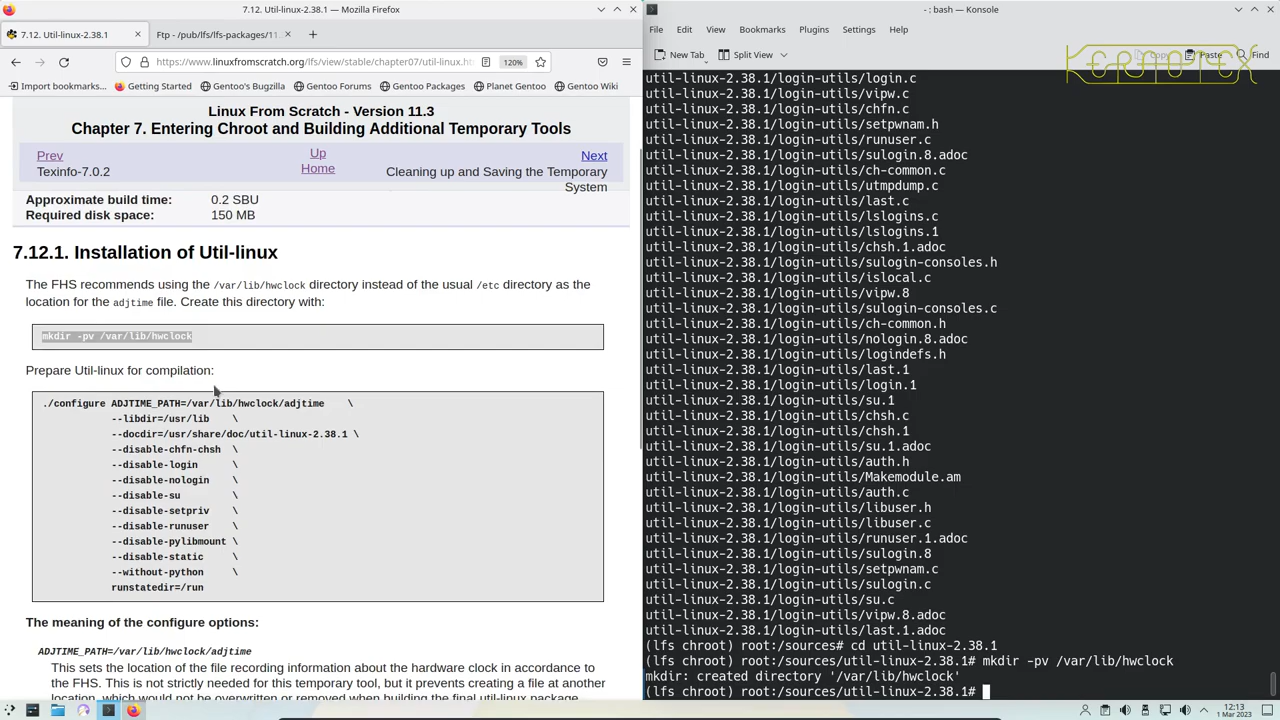 7.12. Util-linux-2.38.1 — Mozilla Firefox
7.12. Util-linux-2.38.1
Ftp - /pub/lfs/lfs-packages/11.
https://www.linuxfromscratch.org/lfs/view/stable/chapter07/util-linux.ht
120%
Import bookmarks...
Getting Started
Gentoo's Bugzilla
Gentoo Forums
Gentoo Packages
Planet Gentoo
Gentoo Wiki
Linux From Scratch - Version 11.3
Chapter 7. Entering Chroot and Building Additional Temporary Tools
Prev
Texinfo-7.0.2
Up
Home
Next
Cleaning up and Saving the Temporary
System
Approximate build time: 0.2 SBU
Required disk space: 150 MB
7.12.1. Installation of Util-linux
The FHS recommends using the /var/lib/hwclock directory instead of the usual /etc directory as the
location for the adjtime file. Create this directory with:
mkdir -pv /var/lib/hwclock
Prepare Util-linux for compilation:
./configure ADJTIME_PATH=/var/lib/hwclock/adjtime \
--libdir=/usr/lib \
--docdir=/usr/share/doc/util-linux-2.38.1 \
--disable-chfn-chsh \
--disable-login \
--disable-nologin \
--disable-su \
--disable-setpriv \
--disable-runuser \
--disable-pylibmount \
--disable-static \
--without-python \
runstatedir=/run
The meaning of the configure options:
ADJTIME_PATH=/var/lib/hwclock/adjtime
This sets the location of the file recording information about the hardware clock in accordance to
the FHS. This is not strictly needed for this temporary tool, but it prevents creating a file at another
location, which would not be overwritten or removed when building the final util-linux package
- : bash — Konsole
File Edit View Bookmarks Plugins Settings Help
New Tab
Split View
Copy
Paste
Find
KERNOTEX
util-linux-2.38.1/login-utils/login.c
util-linux-2.38.1/login-utils/vipw.c
util-linux-2.38.1/login-utils/chfn.c
util-linux-2.38.1/login-utils/setpwnam.h
util-linux-2.38.1/login-utils/runuser.c
util-linux-2.38.1/login-utils/sulogin.8.adoc
util-linux-2.38.1/login-utils/ch-common.c
util-linux-2.38.1/login-utils/utmpdump.c
util-linux-2.38.1/login-utils/last.c
util-linux-2.38.1/login-utils/lslogins.c
util-linux-2.38.1/login-utils/lslogins.1
util-linux-2.38.1/login-utils/chsh.1.adoc
util-linux-2.38.1/login-utils/sulogin-consoles.h
util-linux-2.38.1/login-utils/islocal.c
util-linux-2.38.1/login-utils/vipw.8
util-linux-2.38.1/login-utils/sulogin-consoles.c
util-linux-2.38.1/login-utils/ch-common.h
util-linux-2.38.1/login-utils/nologin.8.adoc
util-linux-2.38.1/login-utils/logindefs.h
util-linux-2.38.1/login-utils/last.1
util-linux-2.38.1/login-utils/login.1
util-linux-2.38.1/login-utils/su.1
util-linux-2.38.1/login-utils/chsh.c
util-linux-2.38.1/login-utils/chsh.1
util-linux-2.38.1/login-utils/su.1.adoc
util-linux-2.38.1/login-utils/auth.h
util-linux-2.38.1/login-utils/Makemodule.am
util-linux-2.38.1/login-utils/auth.c
util-linux-2.38.1/login-utils/libuser.h
util-linux-2.38.1/login-utils/libuser.c
util-linux-2.38.1/login-utils/runuser.1.adoc
util-linux-2.38.1/login-utils/sulogin.8
util-linux-2.38.1/login-utils/setpwnam.c
util-linux-2.38.1/login-utils/sulogin.c
util-linux-2.38.1/login-utils/su.c
util-linux-2.38.1/login-utils/vipw.8.adoc
util-linux-2.38.1/login-utils/last.1.adoc
(lfs chroot) root:/sources# cd util-linux-2.38.1
(lfs chroot) root:/sources/util-linux-2.38.1# mkdir -pv /var/lib/hwclock
mkdir: created directory '/var/lib/hwclock'
(lfs chroot) root:/sources/util-linux-2.38.1#
12:13
1 Mar 2023